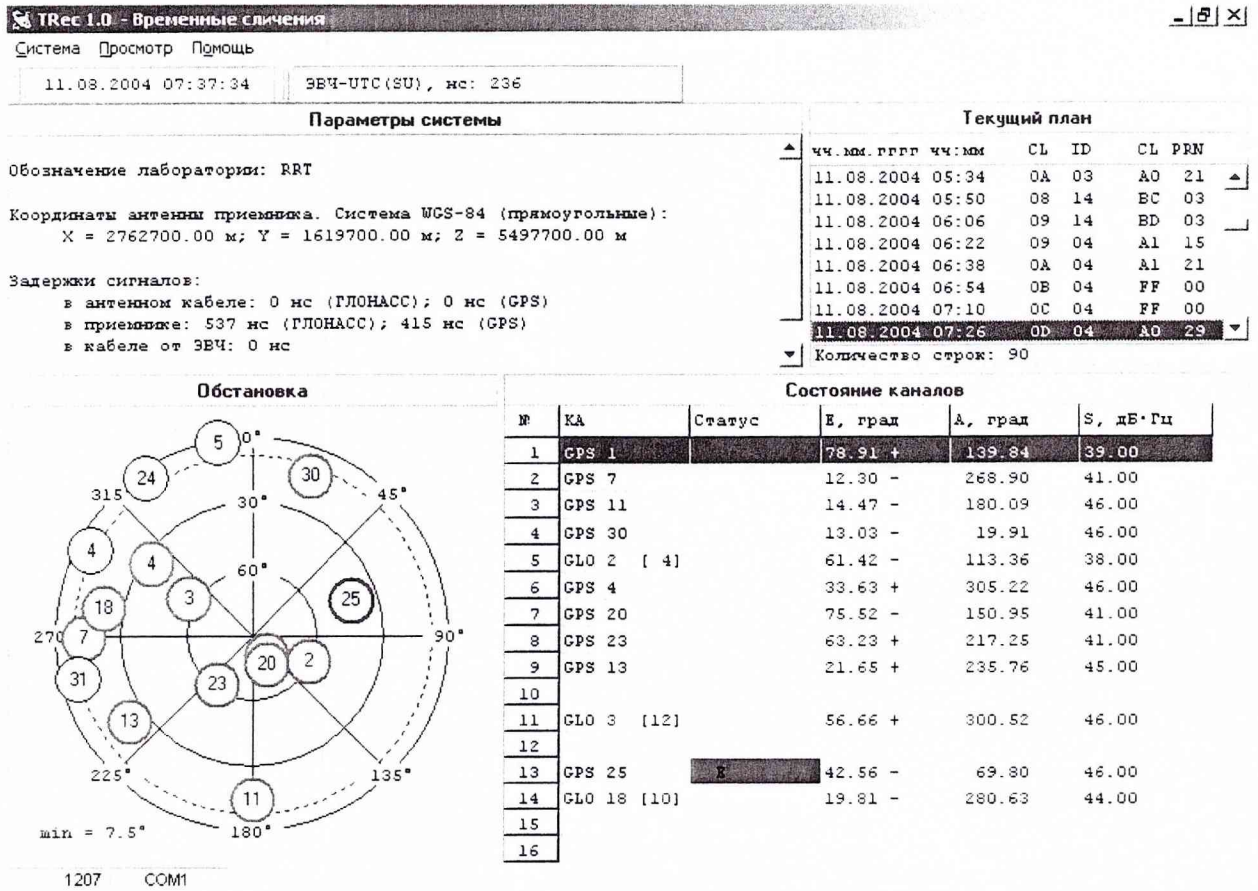 TRec 1.0 - Временные сличения
Система Просмотр Помощь
11.08.2004 07:37:34 ЭВЧ-UTC(SU), нс: 236
Параметры системы
Обозначение лаборатории: RRT
Координаты антенны приемника. Система WGS-84 (прямоугольные):
X = 2762700.00 м; Y = 1619700.00 м; Z = 5497700.00 м
Задержки сигналов:
в антенном кабеле: 0 нс (ГЛОНАСС); 0 нс (GPS)
в приемнике: 537 нс (ГЛОНАСС); 415 нс (GPS)
в кабеле от ЭВЧ: 0 нс
Текущий план
чч.мм.гггг чч:мм CL ID CL PRN
11.08.2004 05:34 0A 03 A0 21
11.08.2004 05:50 08 14 BC 03
11.08.2004 06:06 09 14 BD 03
11.08.2004 06:22 09 04 A1 15
11.08.2004 06:38 0A 04 A1 21
11.08.2004 06:54 0B 04 FF 00
11.08.2004 07:10 0C 04 FF 00
11.08.2004 07:26 0D 04 A0 29
Количество строк: 90
Обстановка
5 0°
24 30
315 45°
30°
4 4
60°
3 25
18
270 7 90°
20 2
31 23
13
225° 135°
11
min = 7.5° 180°
Состояние каналов
№ КА Статус E, град A, град S, дБ·Гц
1 GPS 1 78.91 + 139.84 39.00
2 GPS 7 12.30 - 268.90 41.00
3 GPS 11 14.47 - 180.09 46.00
4 GPS 30 13.03 - 19.91 46.00
5 GLO 2 [ 4] 61.42 - 113.36 38.00
6 GPS 4 33.63 + 305.22 46.00
7 GPS 20 75.52 - 150.95 41.00
8 GPS 23 63.23 + 217.25 41.00
9 GPS 13 21.65 + 235.76 45.00
10
11 GLO 3 [12] 56.66 + 300.52 46.00
12
13 GPS 25 42.56 - 69.80 46.00
14 GLO 18 [10] 19.81 - 280.63 44.00
15
16
1207 COM1